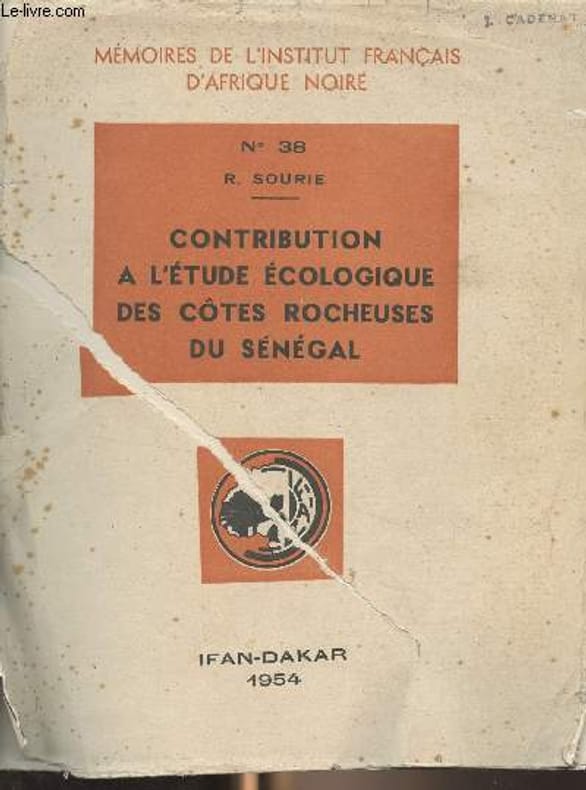 Le-livre.com
J. CADENAT
MÉMOIRES DE L'INSTITUT FRANÇAIS
D'AFRIQUE NOIRE
N° 38
R. SOURIE
CONTRIBUTION
A L'ÉTUDE ÉCOLOGIQUE
DES CÔTES ROCHEUSES
DU SÉNÉGAL
IFAN-DAKAR
1954